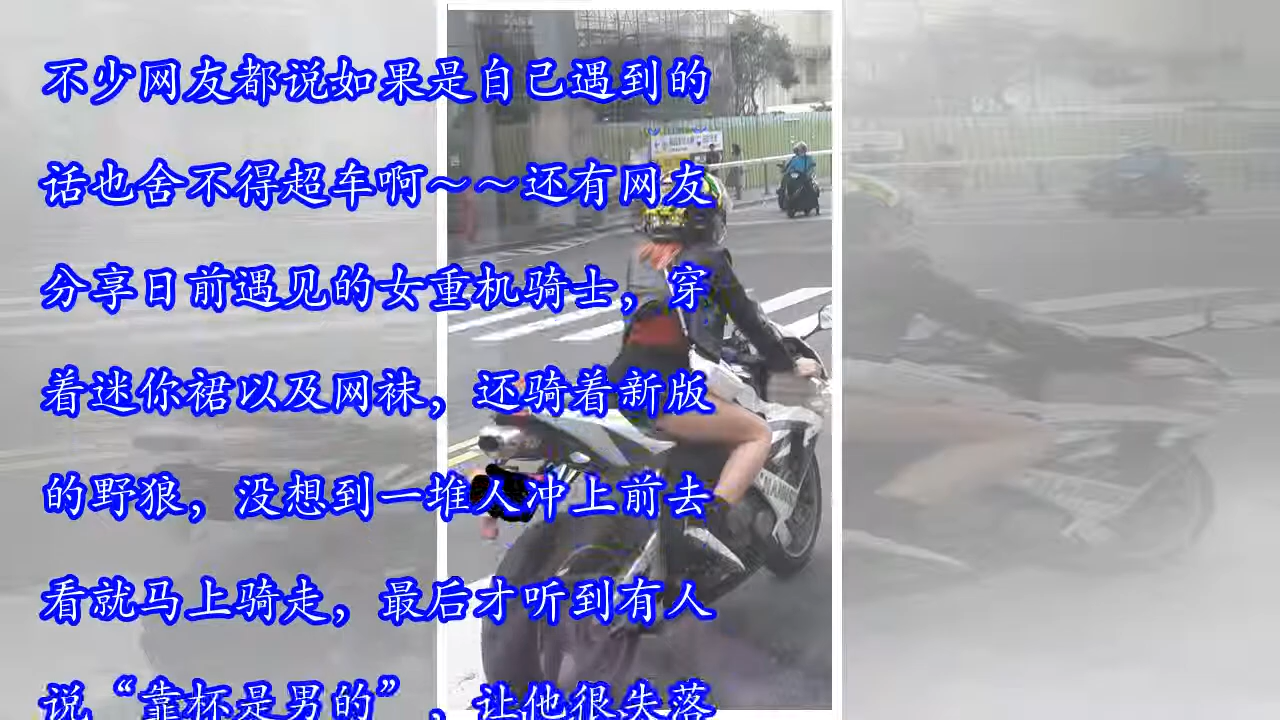 不少网友都说如果是自己遇到的
话也舍不得超车啊～～还有网友
分享日前遇见的女重机骑士，穿
着迷你裙以及网袜，还骑着新版
的野狼，没想到一堆人冲上前去
看就马上骑走，最后才听到有人
说“靠杯是男的”，让他很失落